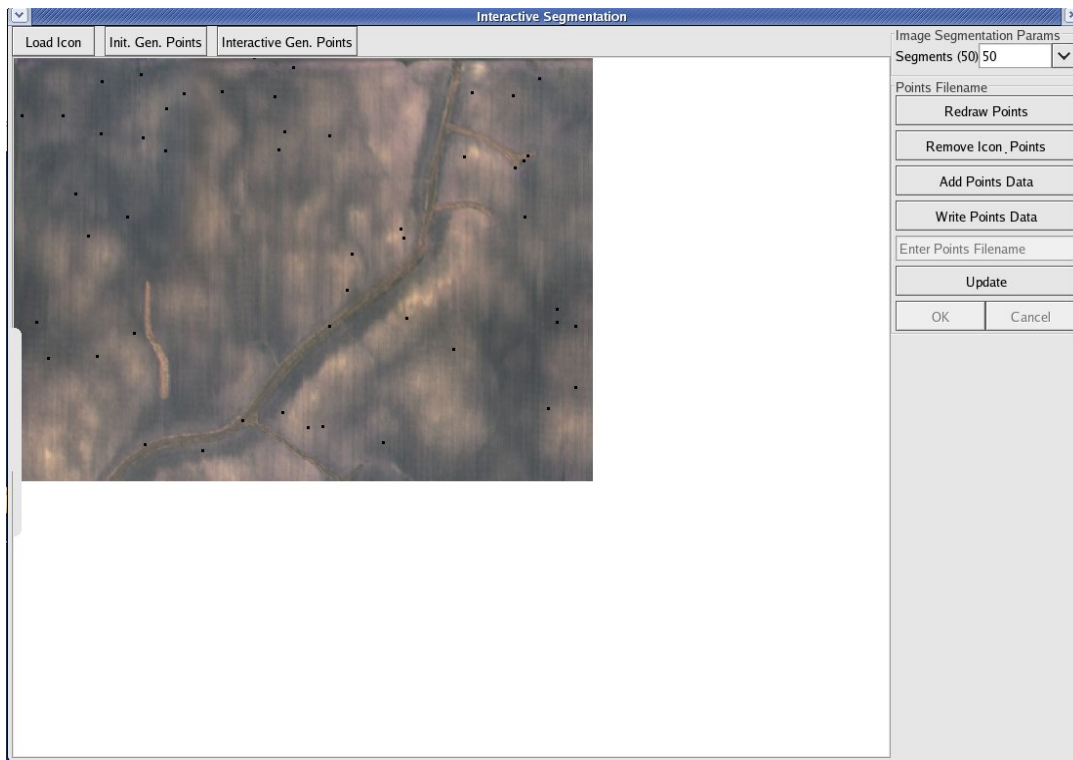 Interactive Segmentation
Load Icon
Init. Gen. Points
Interactive Gen. Points
Image Segmentation Params
Segments (50) 50
Points Filename
Redraw Points
Remove Icon Points
Add Points Data
Write Points Data
Enter Points Filename
Update
OK
Cancel